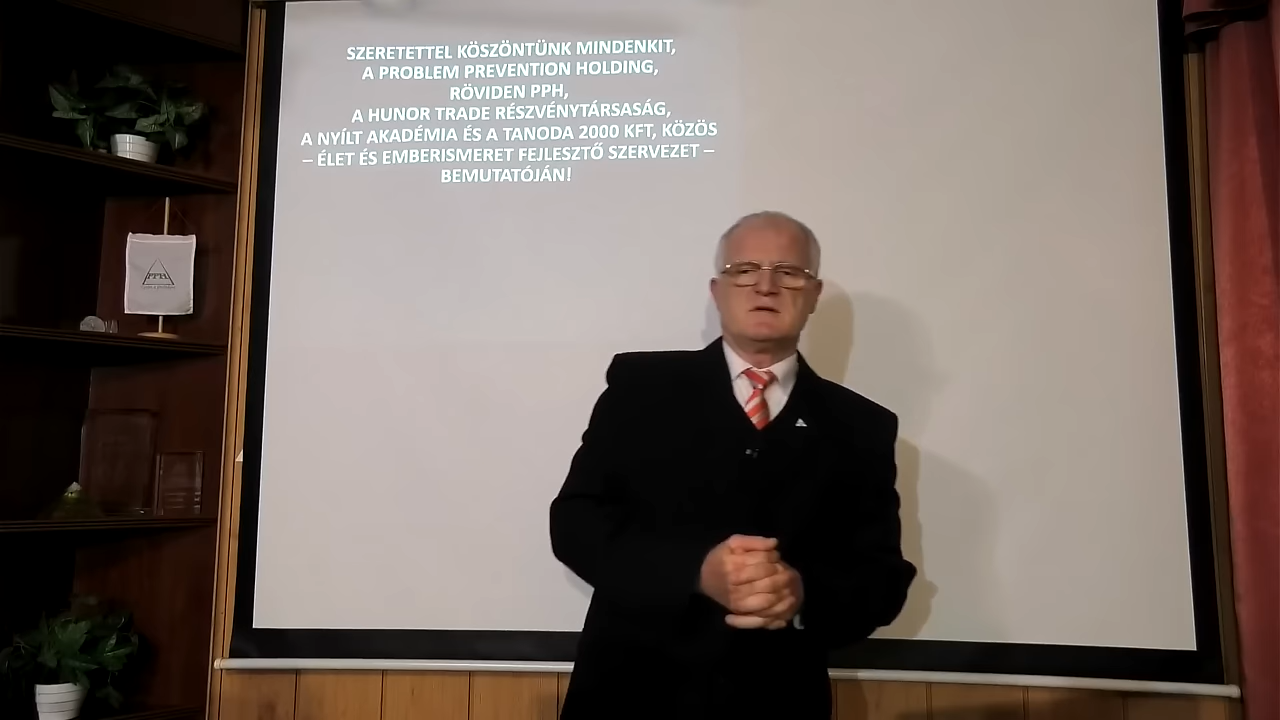 SZERETETTEL KÖSZÖNTÜNK MINDENKIT,
A PROBLEM PREVENTION HOLDING,
RÖVIDEN PPH,
A HUNOR TRADE RÉSZVÉNYTÁRSASÁG,
A NYÍLT AKADÉMIA ÉS A TANODA 2000 KFT, KÖZÖS
– ÉLET ÉS EMBERISMERET FEJLESZTŐ SZERVEZET –
BEMUTATÓJÁN!
PPH